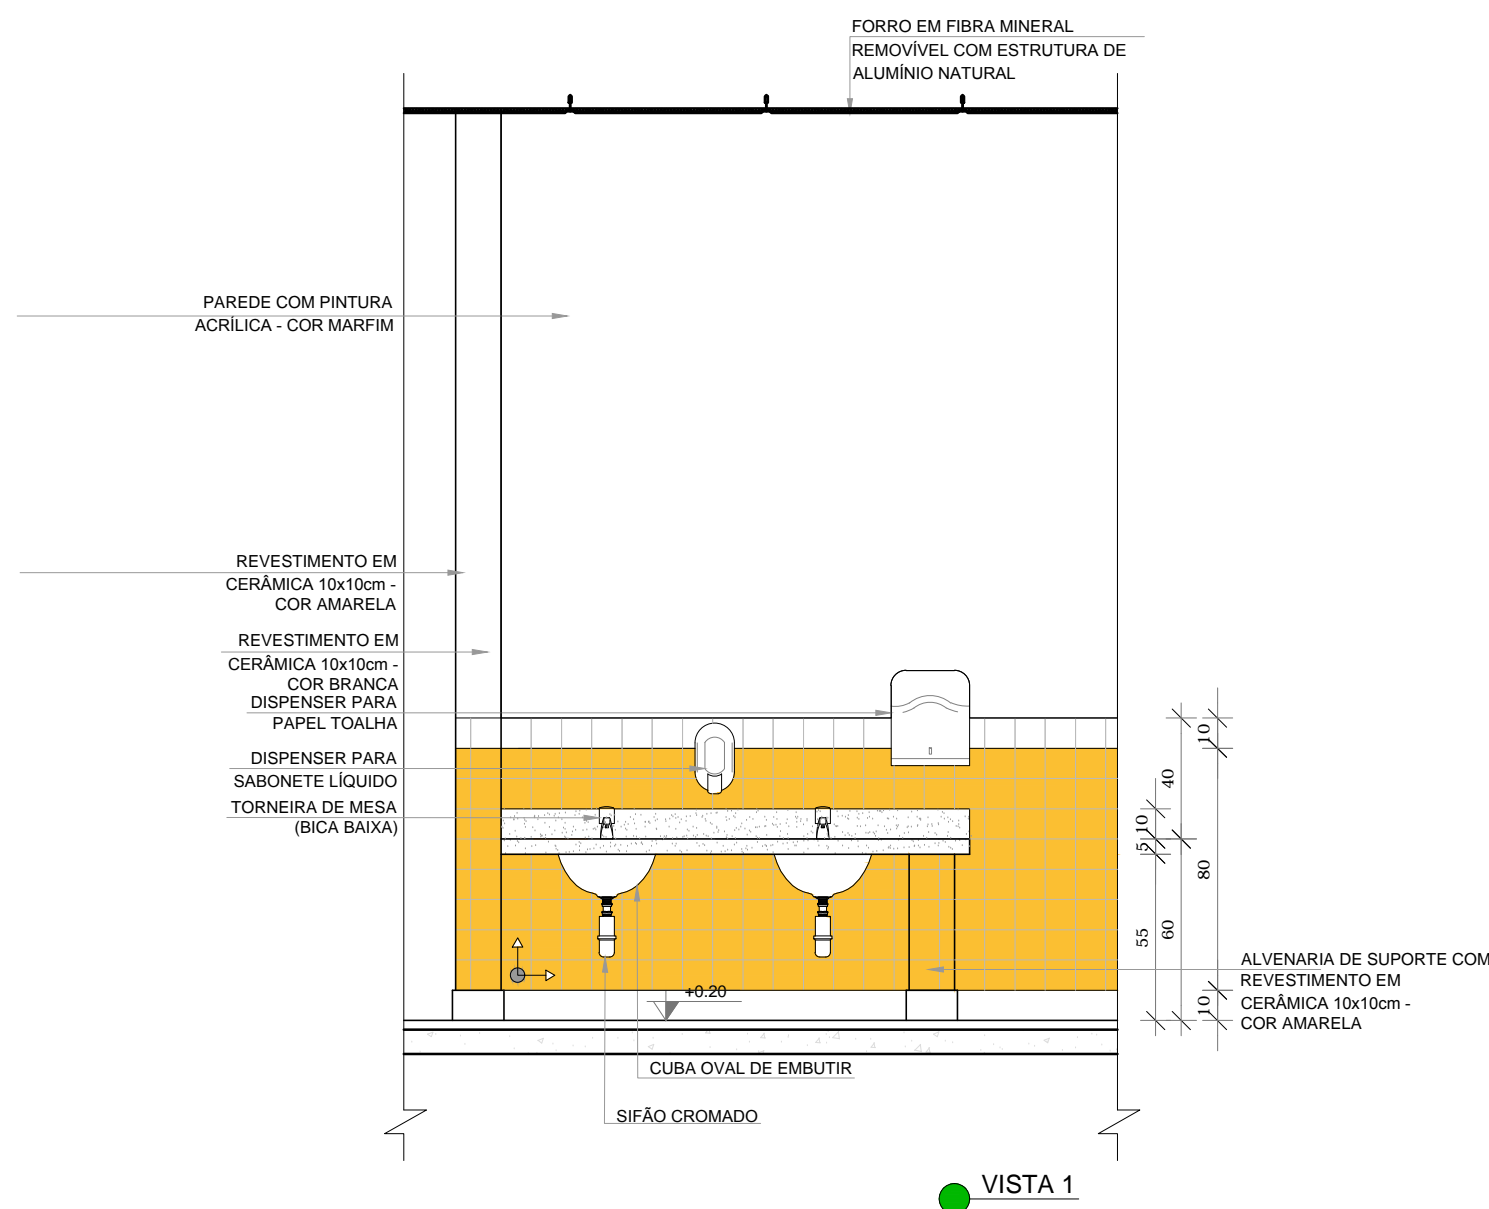 FORRO EM FIBRA MINERAL
REMOVÍVEL COM ESTRUTURA DE
ALUMÍNIO NATURAL
PAREDE COM PINTURA
ACRÍLICA - COR MARFIM
REVESTIMENTO EM
CERÂMICA 10x10cm -
COR AMARELA
REVESTIMENTO EM
CERÂMICA 10x10cm -
COR BRANCA
DISPENSER PARA
PAPEL TOALHA
DISPENSER PARA
SABONETE LÍQUIDO
TORNEIRA DE MESA
(BICA BAIXA)
10
40
10
5
80
55
60
10
ALVENARIA DE SUPORTE COM
REVESTIMENTO EM
CERÂMICA 10x10cm -
COR AMARELA
+0.20
CUBA OVAL DE EMBUTIR
SIFÃO CROMADO
VISTA 1